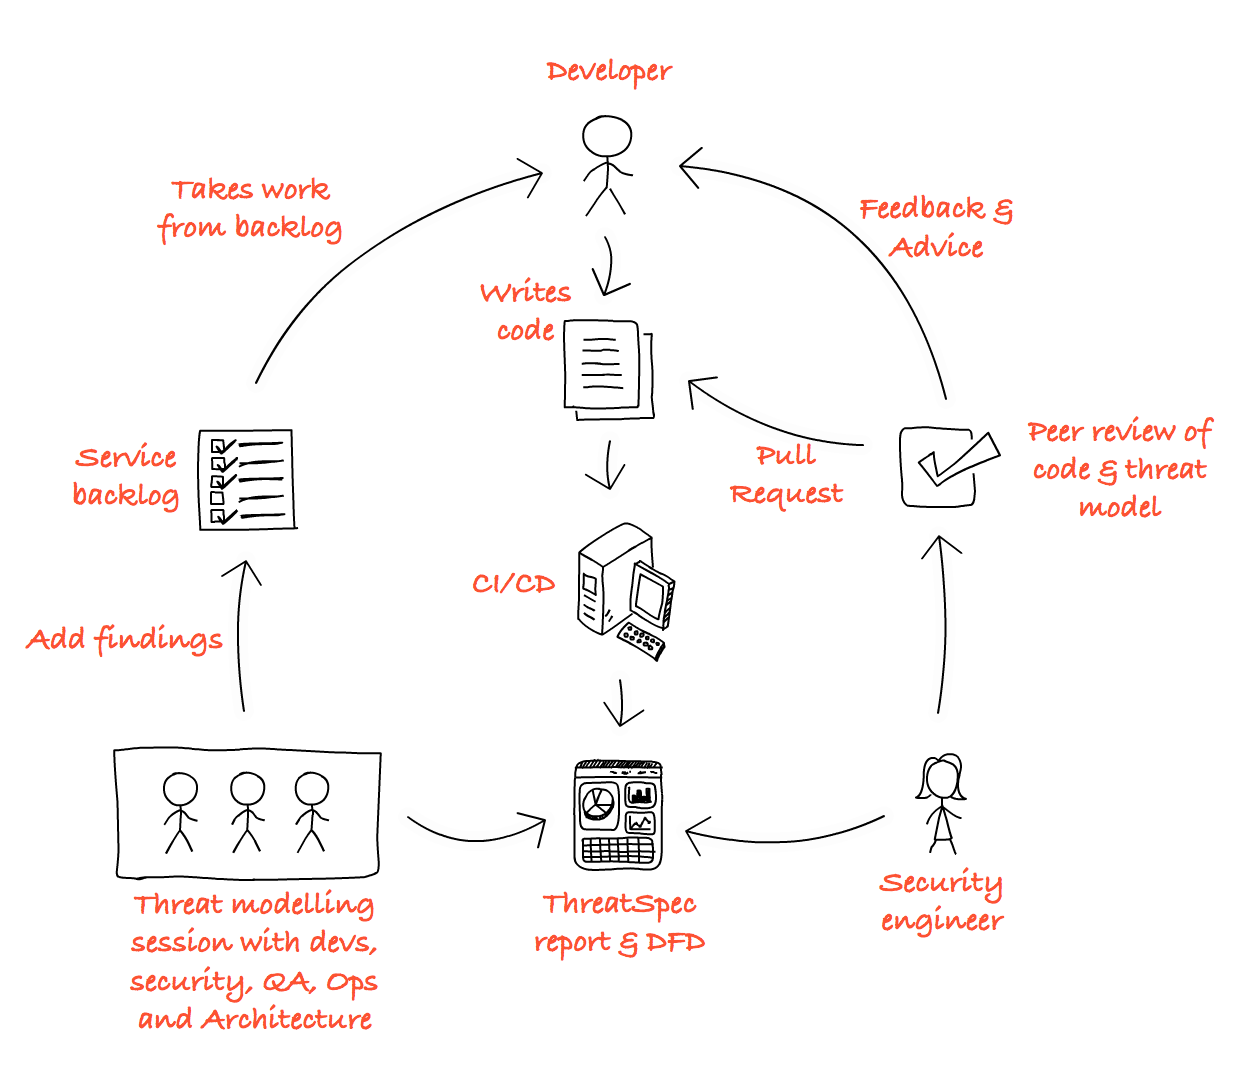 Developer
Takes work
from backlog
Feedback &
Advice
Writes
code
Service
backlog
Pull
Request
Peer review of
code & threat
model
CI/CD
Add findings
Threat modelling
session with devs,
security, QA, Ops
and Architecture
ThreatSpec
report & DFD
Security
engineer